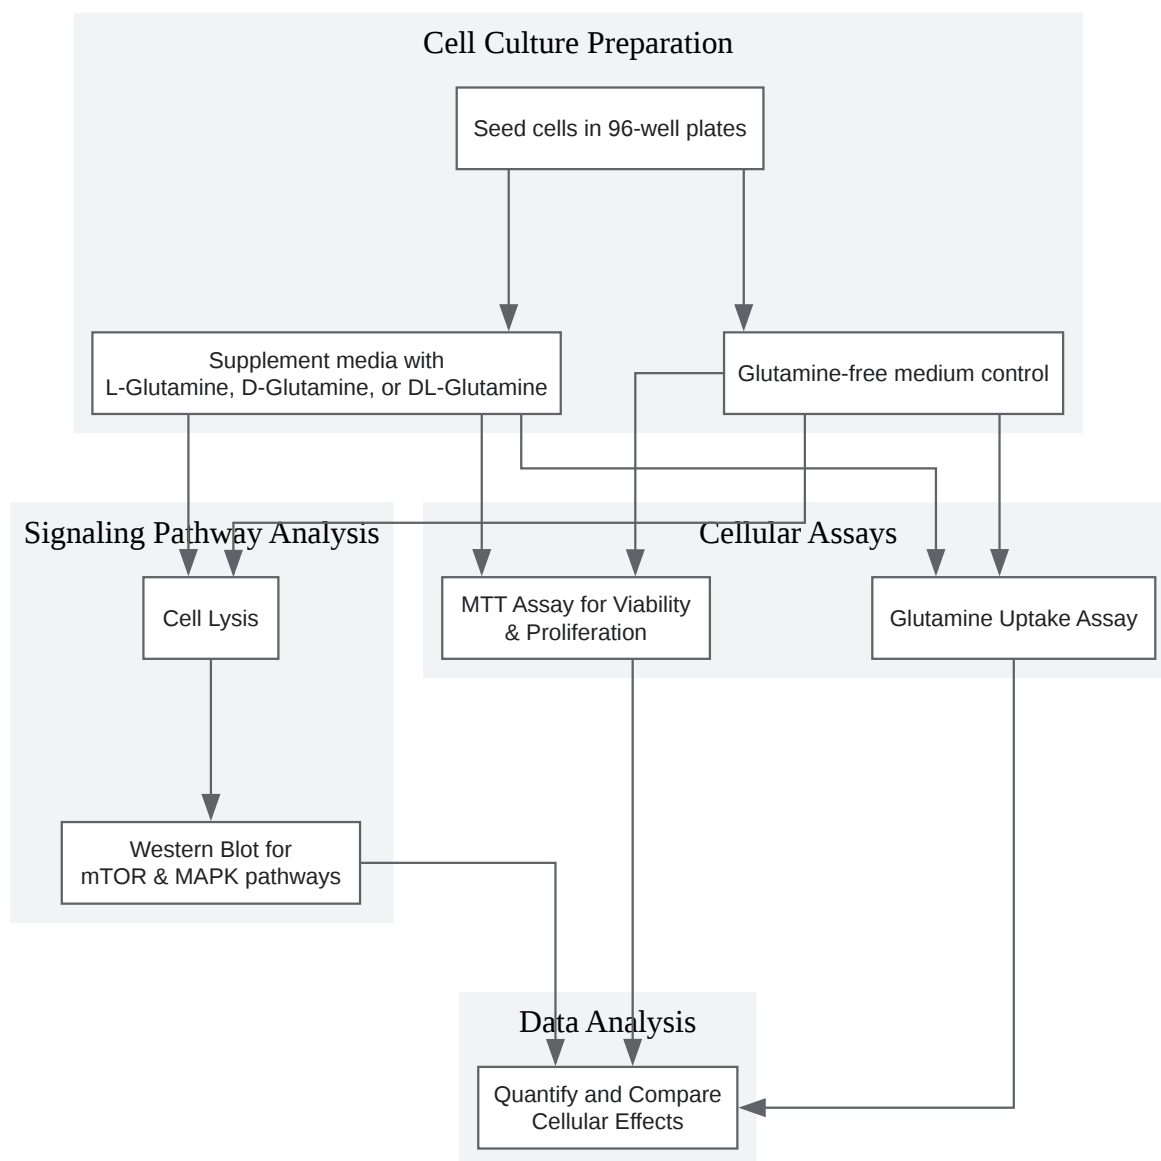 Cell Culture Preparation
Seed cells in 96-well plates
Supplement media with
L-Glutamine, D-Glutamine, or DL-Glutamine
Glutamine-free medium control
Signaling Pathway Analysis
Cellular Assays
Cell Lysis
MTT Assay for Viability
& Proliferation
Glutamine Uptake Assay
Western Blot for
mTOR & MAPK pathways
Data Analysis
Quantify and Compare
Cellular Effects